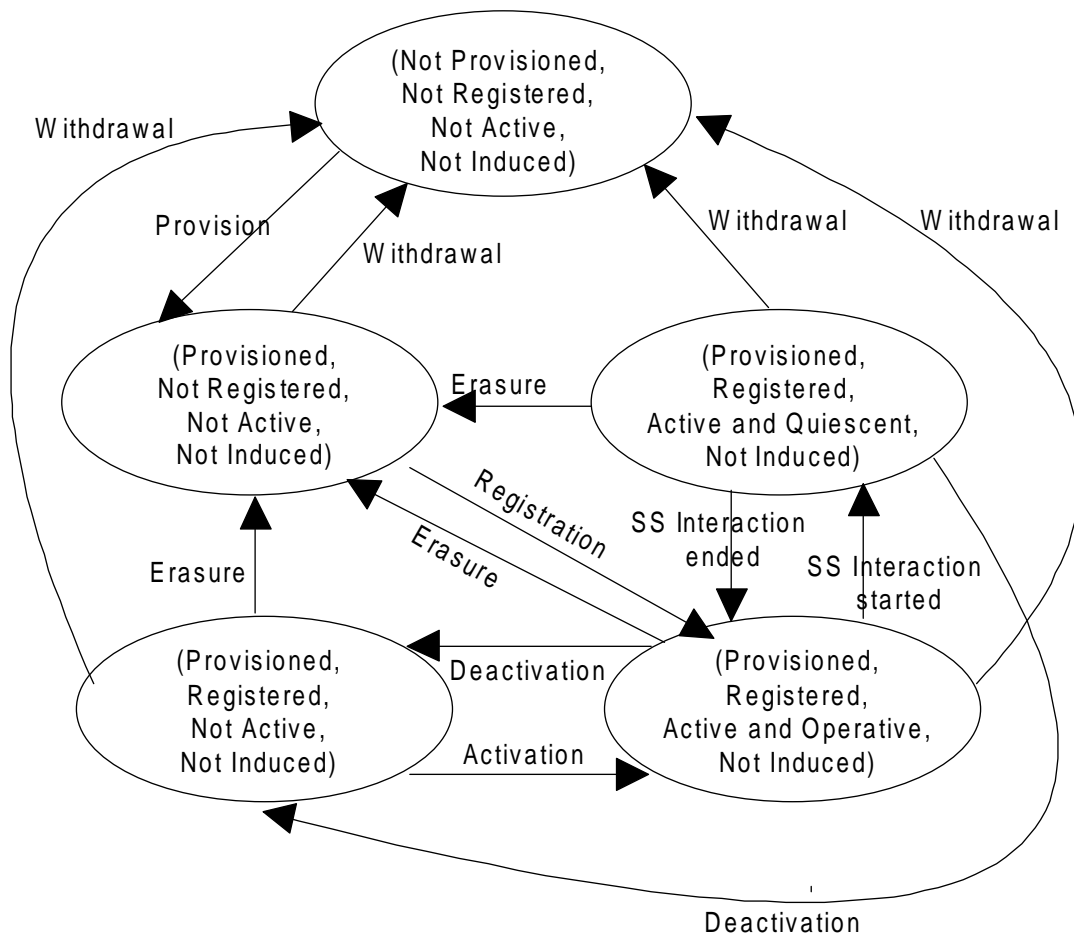 (Not Provisioned,
Not Registered,
Not Active,
Not Induced)
Withdrawal
Provision
Withdrawal
Withdrawal
Withdrawal
(Provisioned,
Not Registered,
Not Active,
Not Induced)
Erasure
(Provisioned,
Registered,
Active and Quiescent,
Not Induced)
Registration
Erasure
SS Interaction
ended
SS Interaction
started
Erasure
(Provisioned,
Registered,
Not Active,
Not Induced)
Deactivation
Activation
(Provisioned,
Registered,
Active and Operative,
Not Induced)
Deactivation